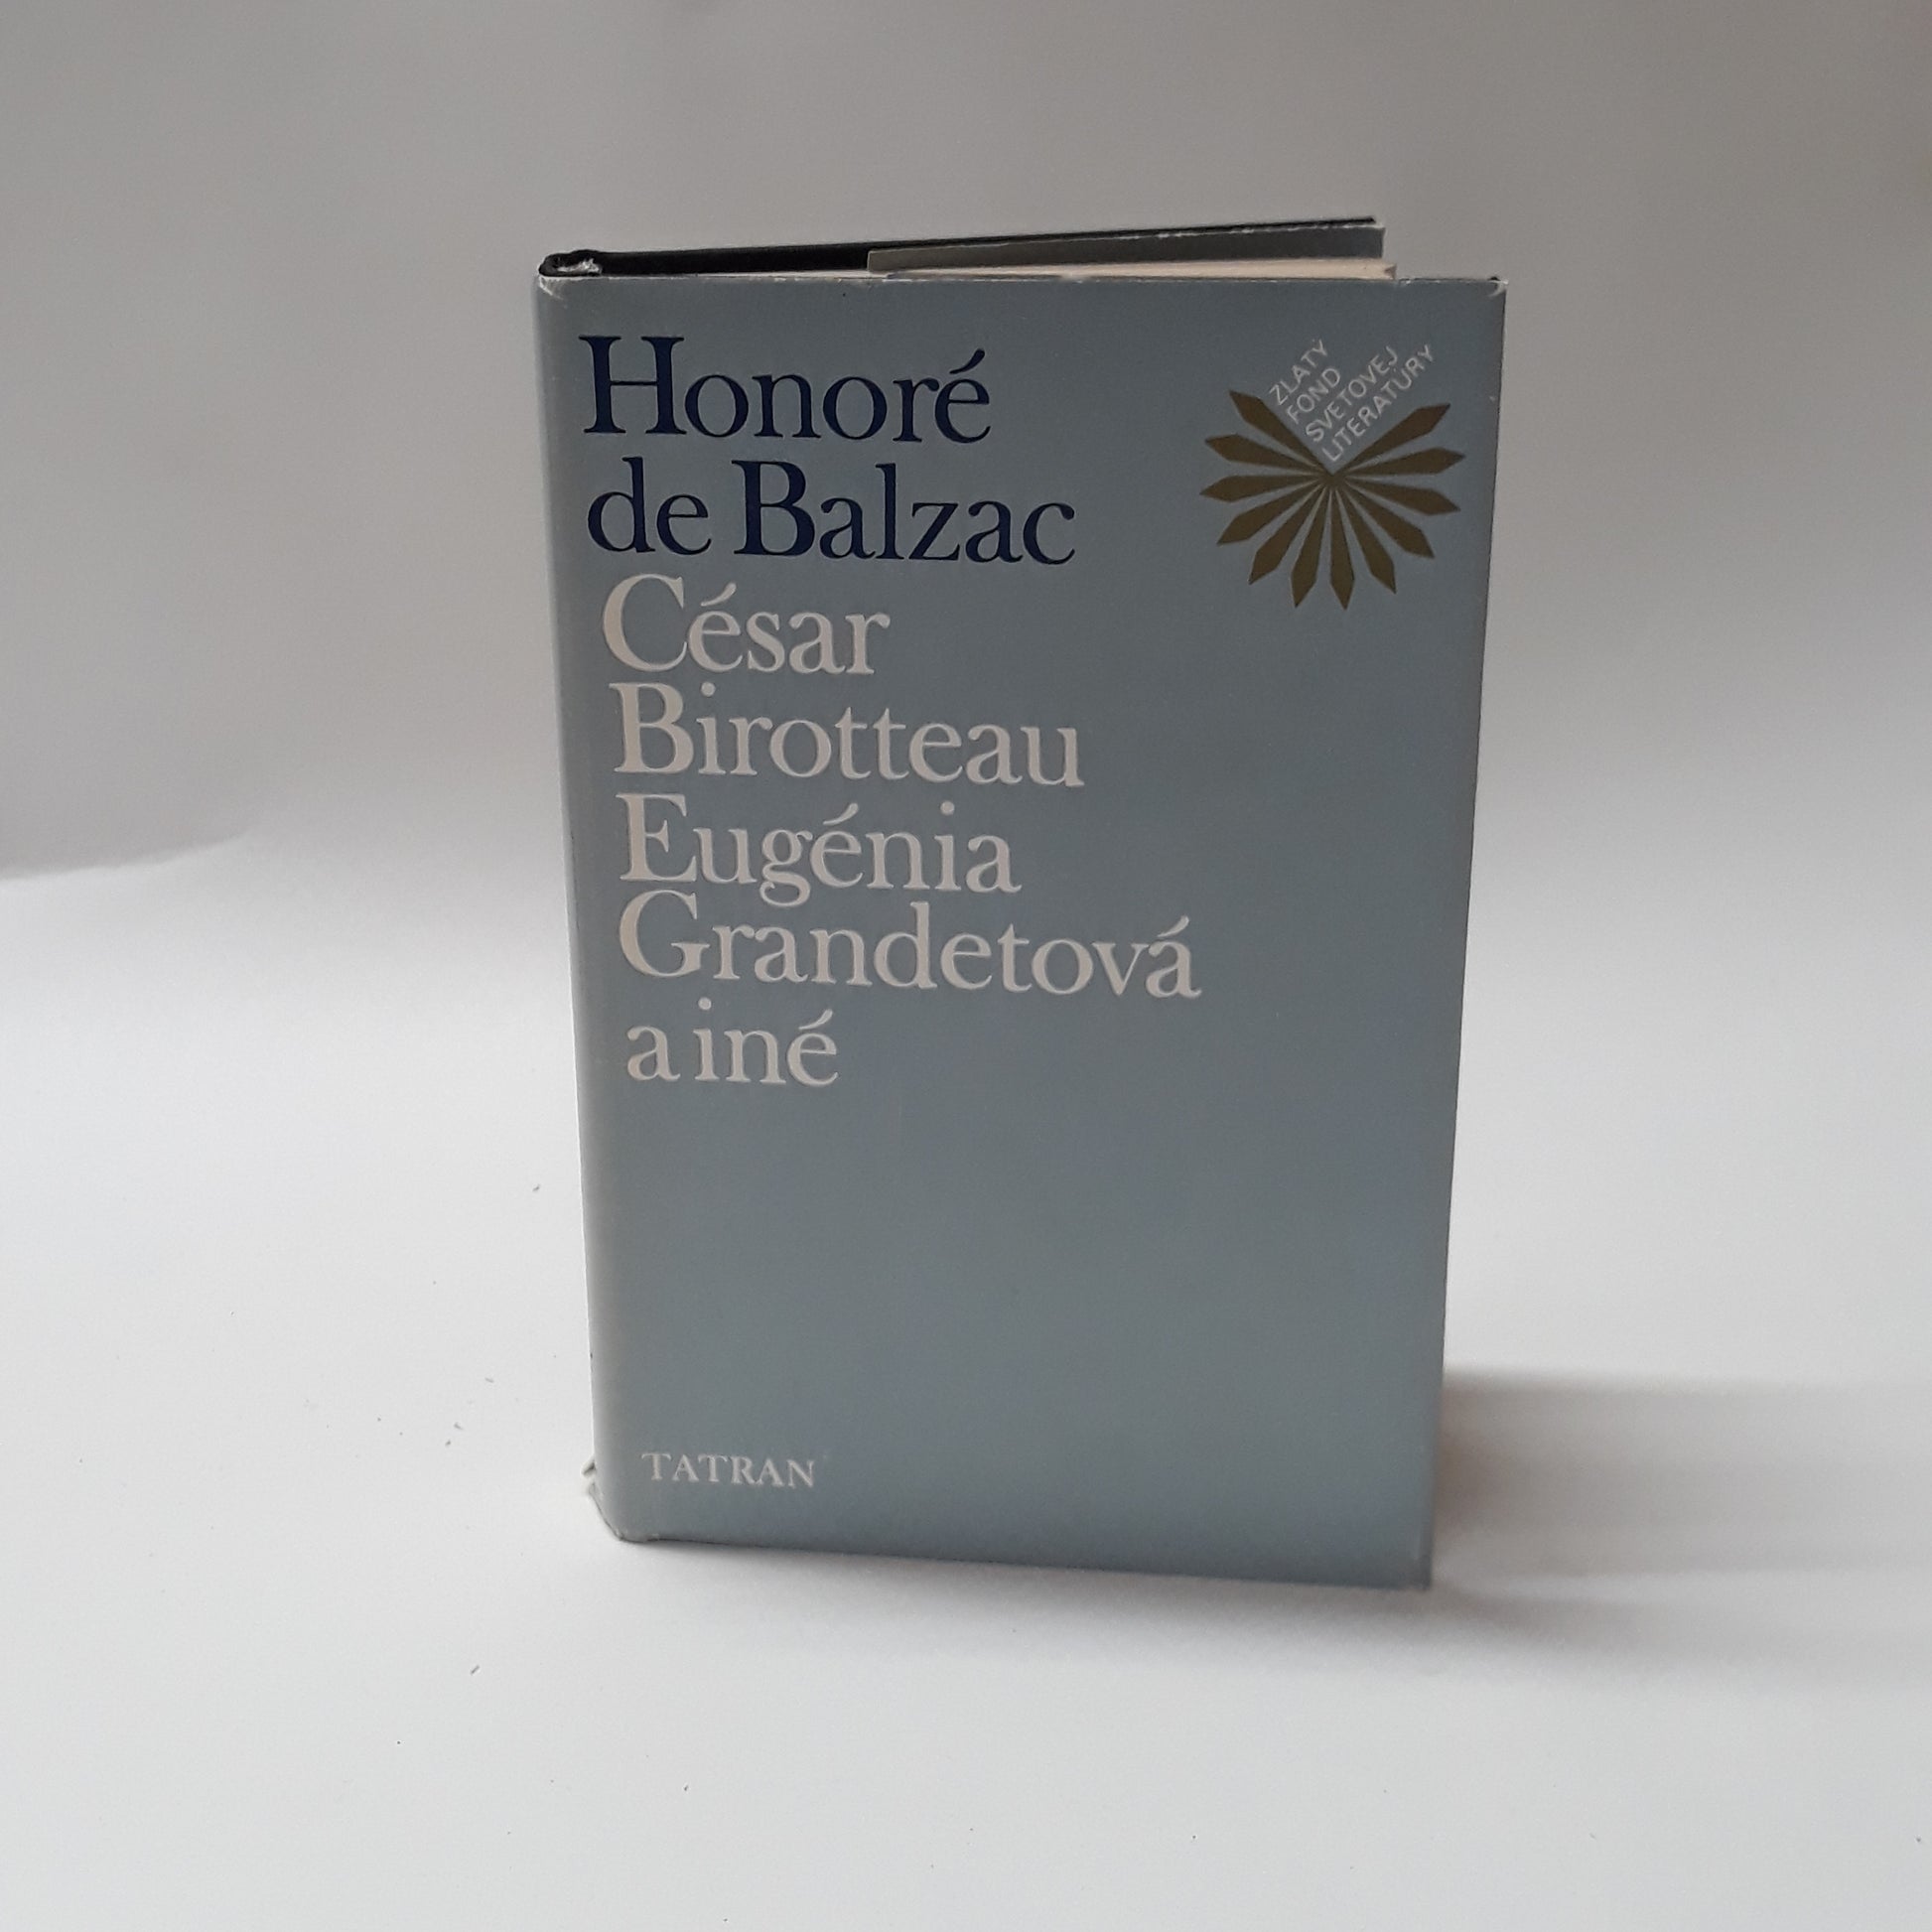 Honoré
de Balzac
César
Birotteau
Eugénia
Grandetová
a iné
ZLATÝ
FOND
SVETOVEJ
LITERATÚRY
TATRAN